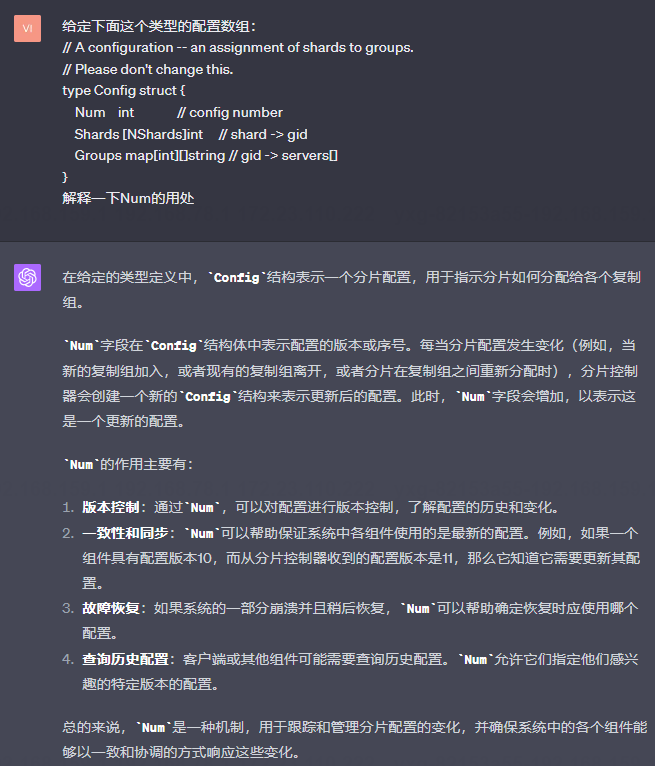 VI
给定下面这个类型的配置数组：
// A configuration -- an assignment of shards to groups.
// Please don't change this.
type Config struct {
Num int // config number
Shards [NShards]int // shard -> gid
Groups map[int][]string // gid -> servers[]
}
解释一下Num的用处
在给定的类型定义中，`Config`结构表示一个分片配置，用于指示分片如何分配给各个复制
组。
`Num`字段在`Config`结构体中表示配置的版本或序号。每当分片配置发生变化（例如，当
新的复制组加入，或者现有的复制组离开，或者分片在复制组之间重新分配时），分片控制
器会创建一个新的`Config`结构来表示更新后的配置。此时，`Num`字段会增加，以表示这
是一个更新的配置。
`Num`的作用主要有：
1. 版本控制：通过`Num`，可以对配置进行版本控制，了解配置的历史和变化。
2. 一致性和同步：`Num`可以帮助保证系统中各组件使用的是最新的配置。例如，如果一个
组件具有配置版本10，而从分片控制器收到的配置版本是11，那么它知道它需要更新其配
置。
3. 故障恢复：如果系统的一部分崩溃并且稍后恢复，`Num`可以帮助确定恢复时应使用哪个
配置。
4. 查询历史配置：客户端或其他组件可能需要查询历史配置。`Num`允许它们指定他们感兴
趣的特定版本的配置。
总的来说，`Num`是一种机制，用于跟踪和管理分片配置的变化，并确保系统中的各个组件能
够以一致和协调的方式响应这些变化。